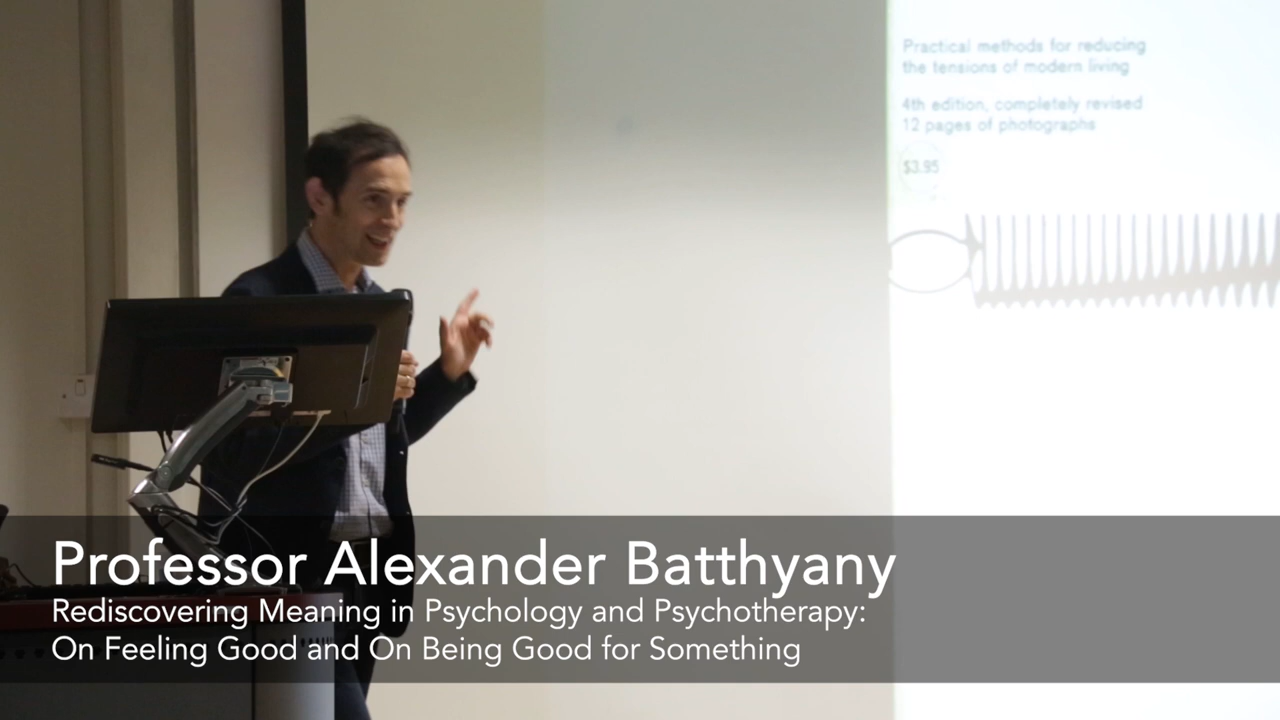 Practical methods for reducing
the tensions of modern living
4th edition, completely revised
12 pages of photographs
$3.95
Professor Alexander Batthyany
Rediscovering Meaning in Psychology and Psychotherapy:
On Feeling Good and On Being Good for Something